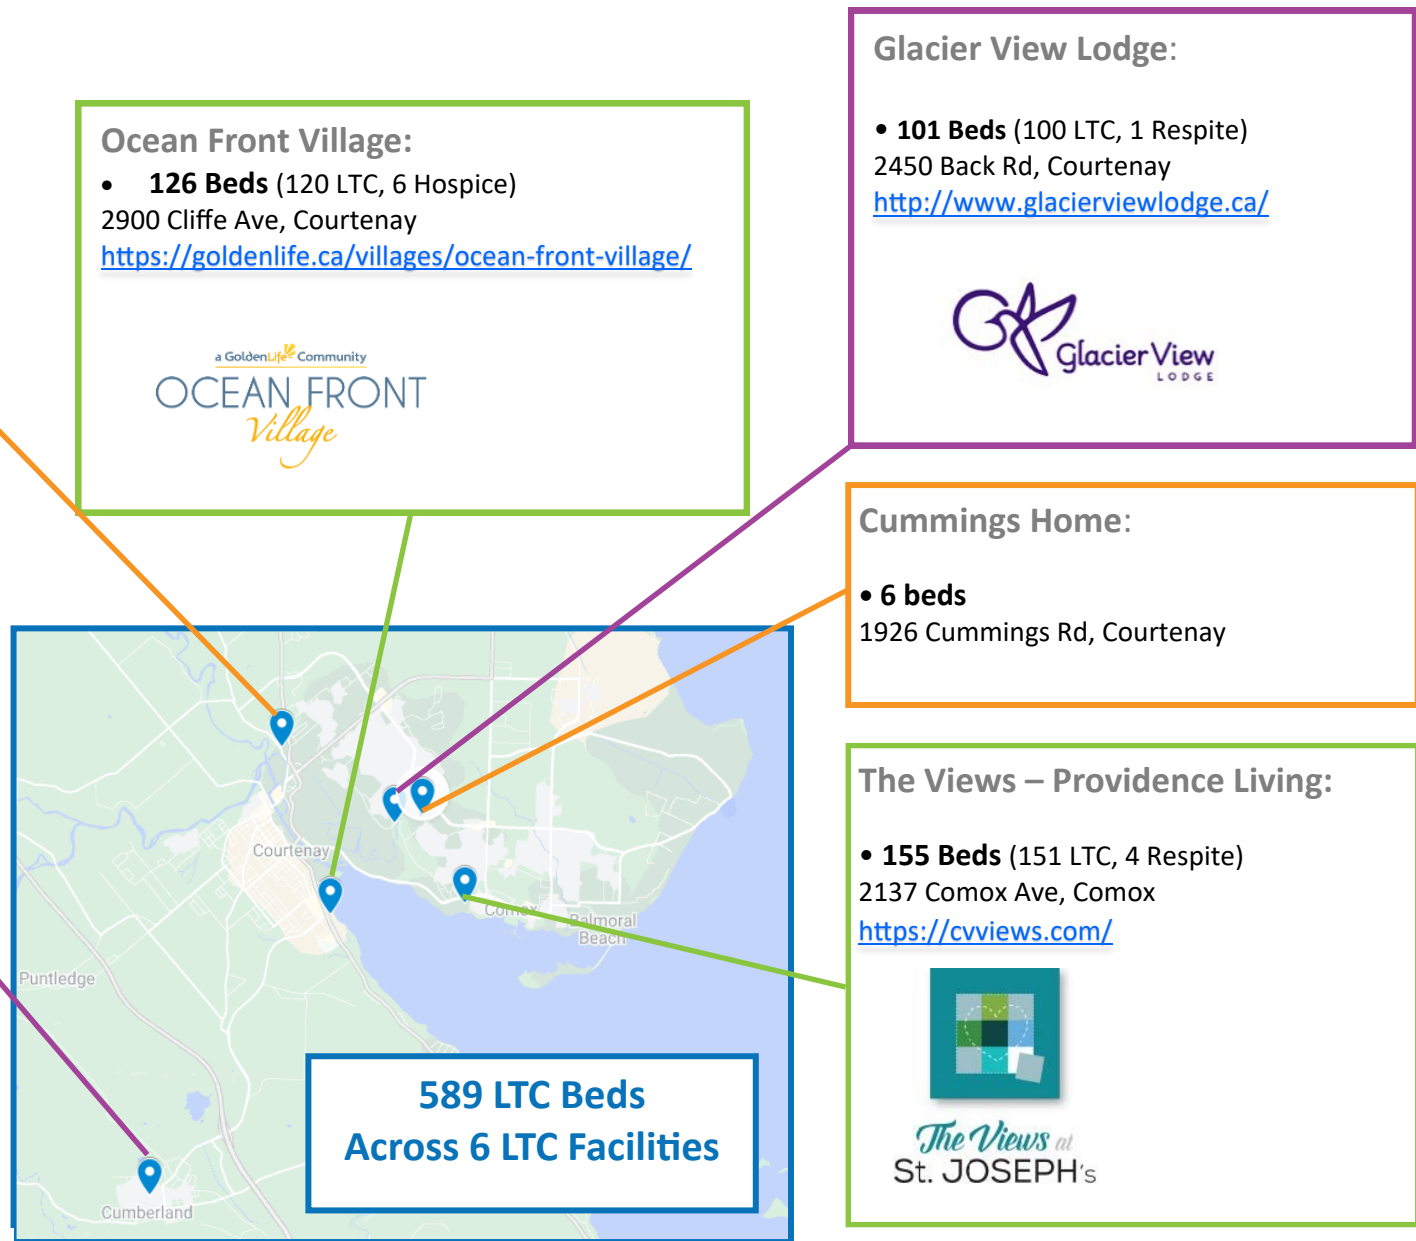 Glacier View Lodge:
• 101 Beds (100 LTC, 1 Respite)
2450 Back Rd, Courtenay
http://www.glacierviewlodge.ca/
Glacier View
LODGE
Ocean Front Village:
• 126 Beds (120 LTC, 6 Hospice)
2900 Cliffe Ave, Courtenay
https://goldenlife.ca/villages/ocean-front-village/
a GoldenLife Community
OCEAN FRONT
Village
Cummings Home:
• 6 beds
1926 Cummings Rd, Courtenay
The Views – Providence Living:
• 155 Beds (151 LTC, 4 Respite)
2137 Comox Ave, Comox
https://cvviews.com/
The Views at
St. JOSEPH's
Courtenay
Comox
Balmoral
Beach
Puntledge
Cumberland
589 LTC Beds
Across 6 LTC Facilities